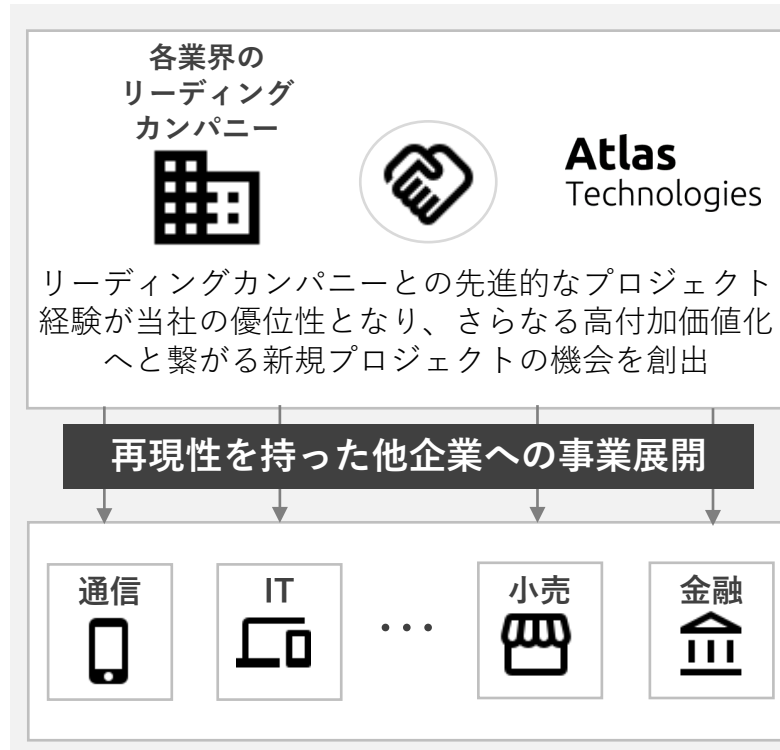 各業界の
リーディング
カンパニー
Atlas
Technologies
リーディングカンパニーとの先進的なプロジェクト
経験が当社の優位性となり、さらなる高付加価値化
へと繋がる新規プロジェクトの機会を創出
再現性を持った他企業への事業展開
通信
IT
・・・
小売
金融